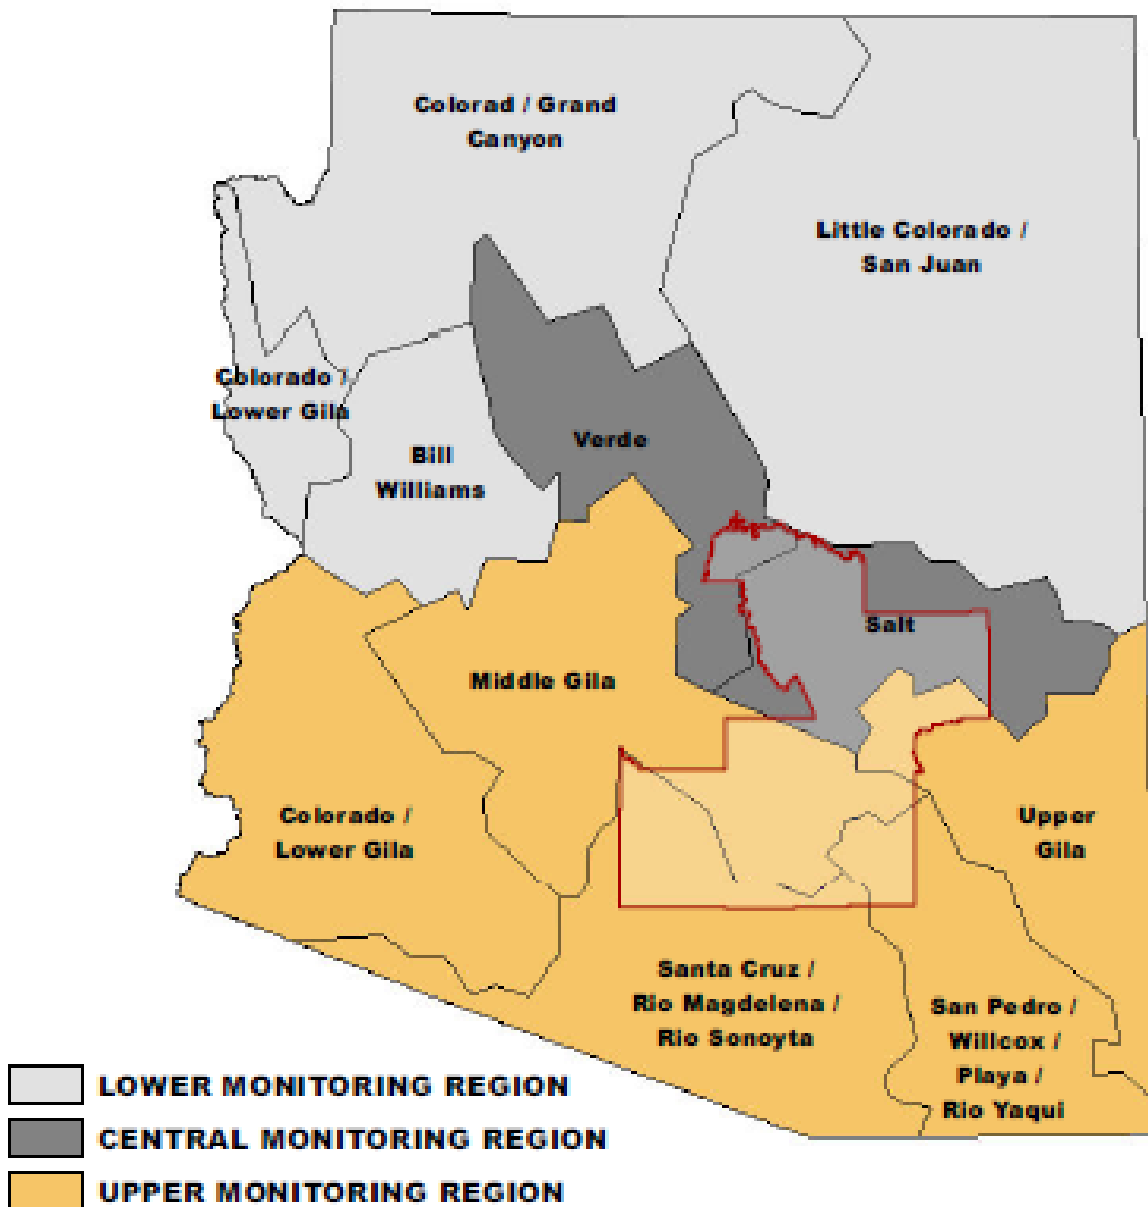 Colorad / Grand
Canyon
Little Colorado /
San Juan
Colorado /
Lower Gila
Bill
Williams
Verde
Salt
Middle Gila
Colorado /
Lower Gila
Upper
Gila
Santa Cruz /
Rio Magdelena /
Rio Sonoyta
San Pedro /
Willcox /
Playa /
Rio Yaqui
LOWER MONITORING REGION
CENTRAL MONITORING REGION
UPPER MONITORING REGION